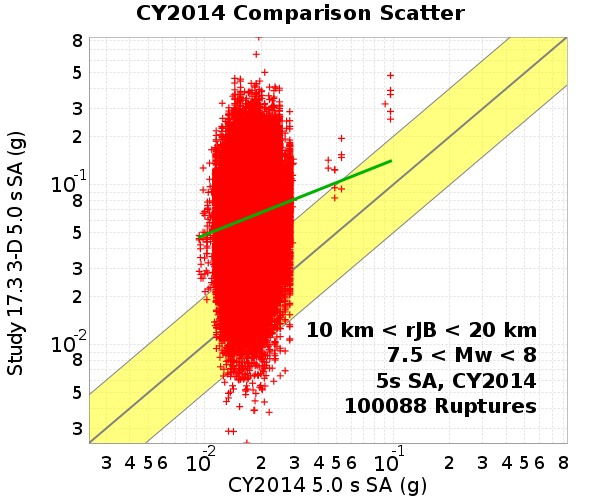 CY2014 Comparison Scatter
Study 17.3 3-D 5.0 s SA (g)
8
5
3
2
10⁻¹
8
5
3
2
10⁻²
8
5
3
10 km < rJB < 20 km
7.5 < Mw < 8
5s SA, CY2014
100088 Ruptures
3 4 5 6 10⁻² 2 3 4 5 6 10⁻¹ 2 3 4 5 6 8
CY2014 5.0 s SA (g)